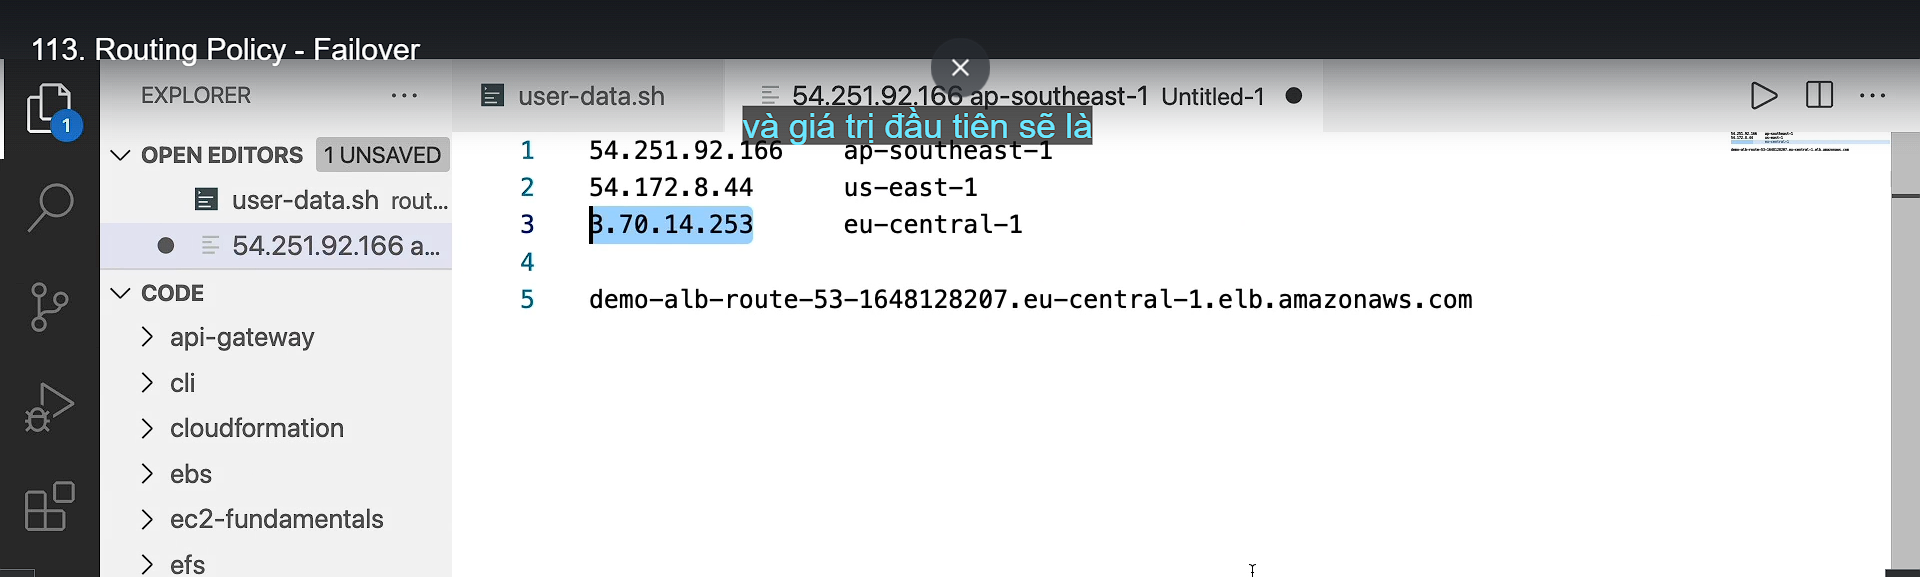 113. Routing Policy - Failover
EXPLORER
user-data.sh
54.251.92.166 ap-southeast-1 Untitled-1
và giá trị đầu tiên sẽ là
1
OPEN EDITORS 1 UNSAVED
user-data.sh rout...
54.251.92.166 a...
CODE
api-gateway
cli
cloudformation
ebs
ec2-fundamentals
efs
1 54.251.92.166 ap-southeast-1
2 54.172.8.44 us-east-1
3 3.70.14.253 eu-central-1
4
5 demo-alb-route-53-1648128207.eu-central-1.elb.amazonaws.com